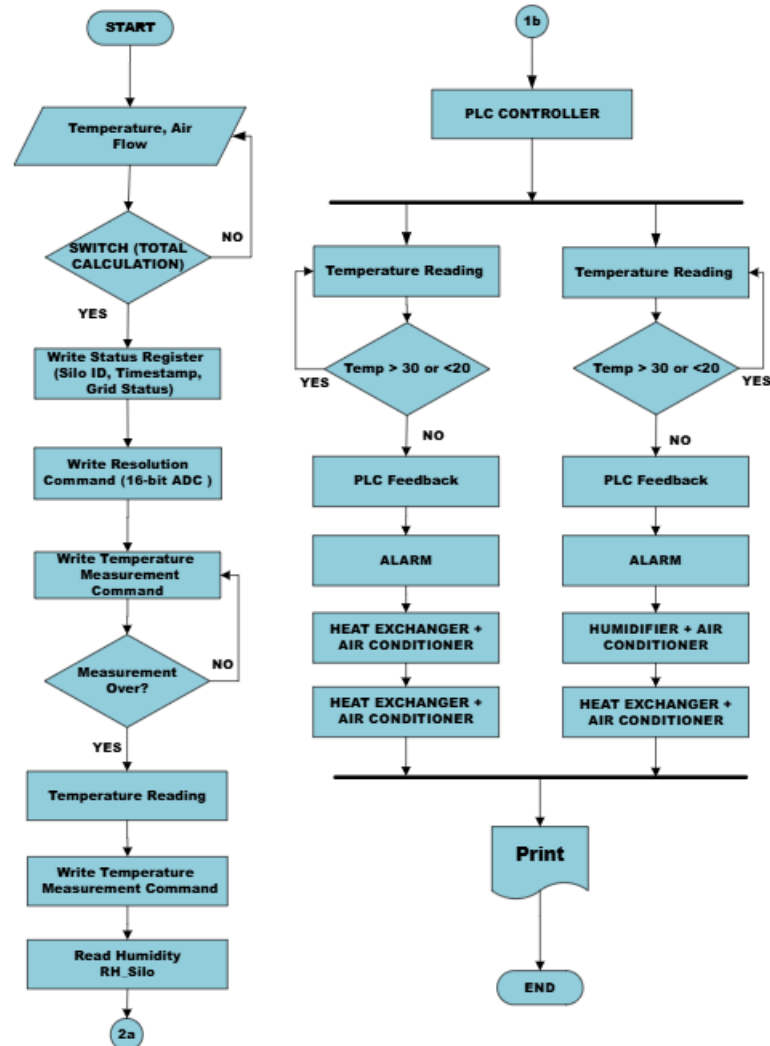 START
Temperature, Air
Flow
NO
SWITCH (TOTAL
CALCULATION)
YES
Write Status Register
(Silo ID, Timestamp,
Grid Status)
Write Resolution
Command (16-bit ADC )
Write Temperature
Measurement
Command
NO
Measurement
Over?
YES
Temperature Reading
Write Temperature
Measurement Command
Read Humidity
RH_Silo
2a
1b
PLC CONTROLLER
Temperature Reading
Temp > 30 or <20
YES
NO
PLC Feedback
ALARM
HEAT EXCHANGER +
AIR CONDITIONER
HEAT EXCHANGER +
AIR CONDITIONER
Temperature Reading
Temp > 30 or <20
YES
NO
PLC Feedback
ALARM
HUMIDIFIER + AIR
CONDITIONER
HEAT EXCHANGER +
AIR CONDITIONER
Print
END